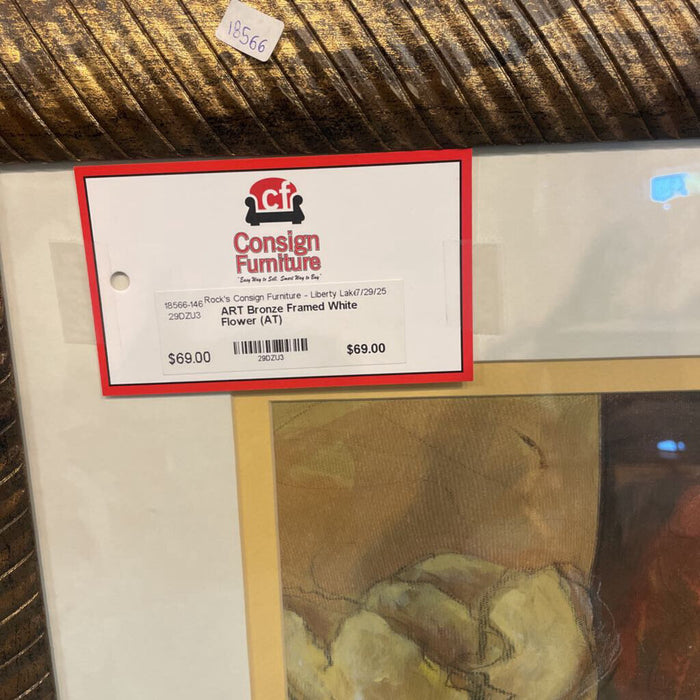 18566
cf
Consign
Furniture
"Easy Way to Sell. Smart Way to Buy"
18566-146 Rock's Consign Furniture - Liberty Lake7/29/25
29DZU3 ART Bronze Framed White
Flower (AT)
$69.00 29DZU3 $69.00